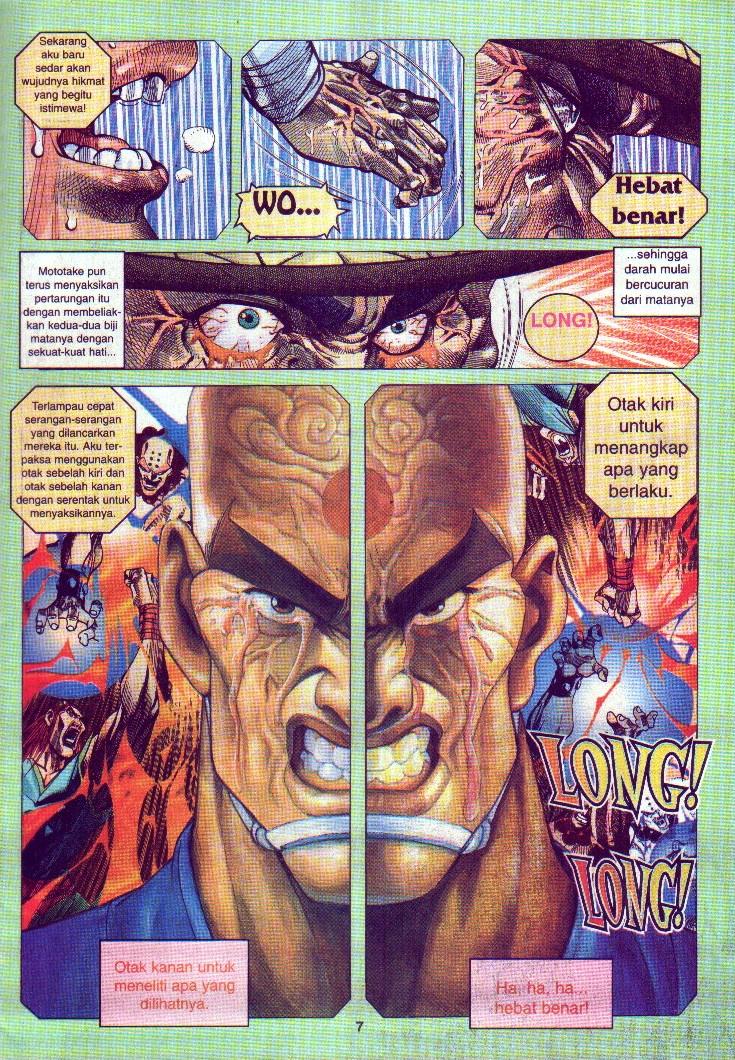 Sekarang
aku baru
sedar akan
wujudnya hikmat
yang begitu
istimewa!
WO...
Hebat
benar!
Mototake pun
terus menyaksikan
pertarungan itu
dengan membeliak-
kan kedua-dua biji
matanya dengan
sekuat-kuat hati...
LONG!
...sehingga
darah mulai
bercucuran
dari matanya
Terlampau cepat
serangan-serangan
yang dilancarkan
mereka itu. Aku ter-
paksa menggunakan
otak sebelah kiri dan
otak sebelah kanan
dengan serentak untuk
menyaksikannya.
Otak kiri
untuk
menangkap
apa yang
berlaku.
LONG!
LONG!
Otak kanan untuk
meneliti apa yang
dilihatnya.
Ha, ha, ha...
hebat benar!
7